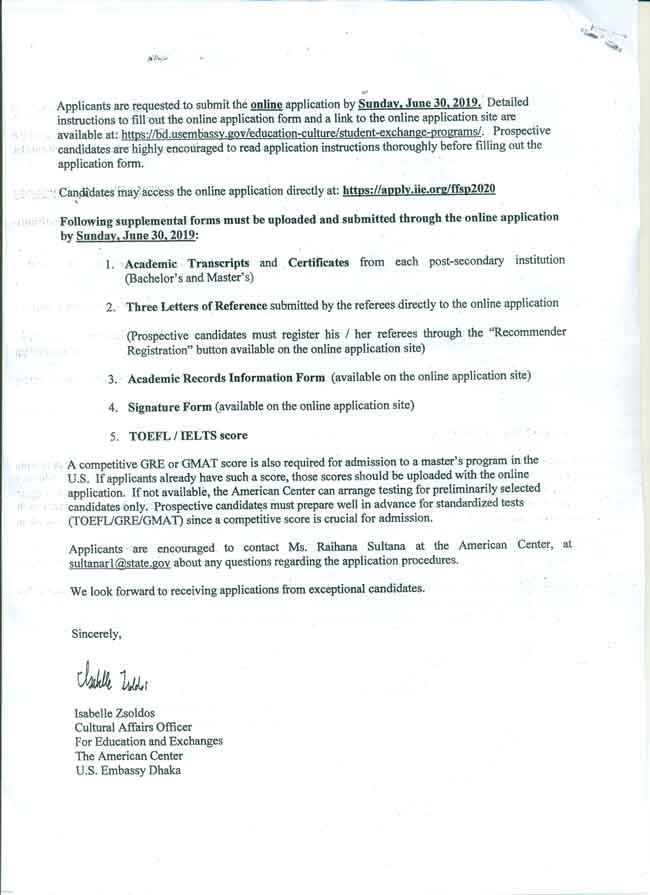 Applicants are requested to submit the online application by Sunday, June 30, 2019. Detailed
instructions to fill out the online application form and a link to the online application site are
available at: https://bd.usembassy.gov/education-culture/student-exchange-programs/. Prospective
candidates are highly encouraged to read application instructions thoroughly before filling out the
application form.
Candidates may access the online application directly at: https://apply.iie.org/ffsp2020
Following supplemental forms must be uploaded and submitted through the online application
by Sunday, June 30, 2019:
1. Academic Transcripts and Certificates from each post-secondary institution
(Bachelor's and Master's)
2. Three Letters of Reference submitted by the referees directly to the online application
(Prospective candidates must register his / her referees through the "Recommender
Registration" button available on the online application site)
3. Academic Records Information Form (available on the online application site)
4. Signature Form (available on the online application site)
5. TOEFL / IELTS score
A competitive GRE or GMAT score is also required for admission to a master's program in the
U.S. If applicants already have such a score, those scores should be uploaded with the online
application. If not available, the American Center can arrange testing for preliminarily selected
candidates only. Prospective candidates must prepare well in advance for standardized tests
(TOEFL/GRE/GMAT) since a competitive score is crucial for admission.
Applicants are encouraged to contact Ms. Raihana Sultana at the American Center, at
sultanar1@state.gov about any questions regarding the application procedures.
We look forward to receiving applications from exceptional candidates.
Sincerely,
Isabelle Zsoldos
Isabelle Zsoldos
Cultural Affairs Officer
For Education and Exchanges
The American Center
U.S. Embassy Dhaka